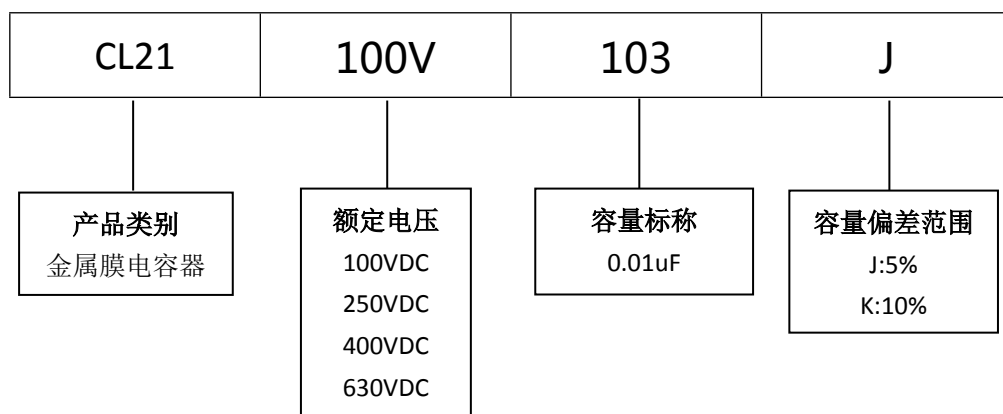 CL21 100V 103 J
产品类别
金属膜电容器
额定电压
100VDC
250VDC
400VDC
630VDC
容量标称
0.01uF
容量偏差范围
J:5%
K:10%